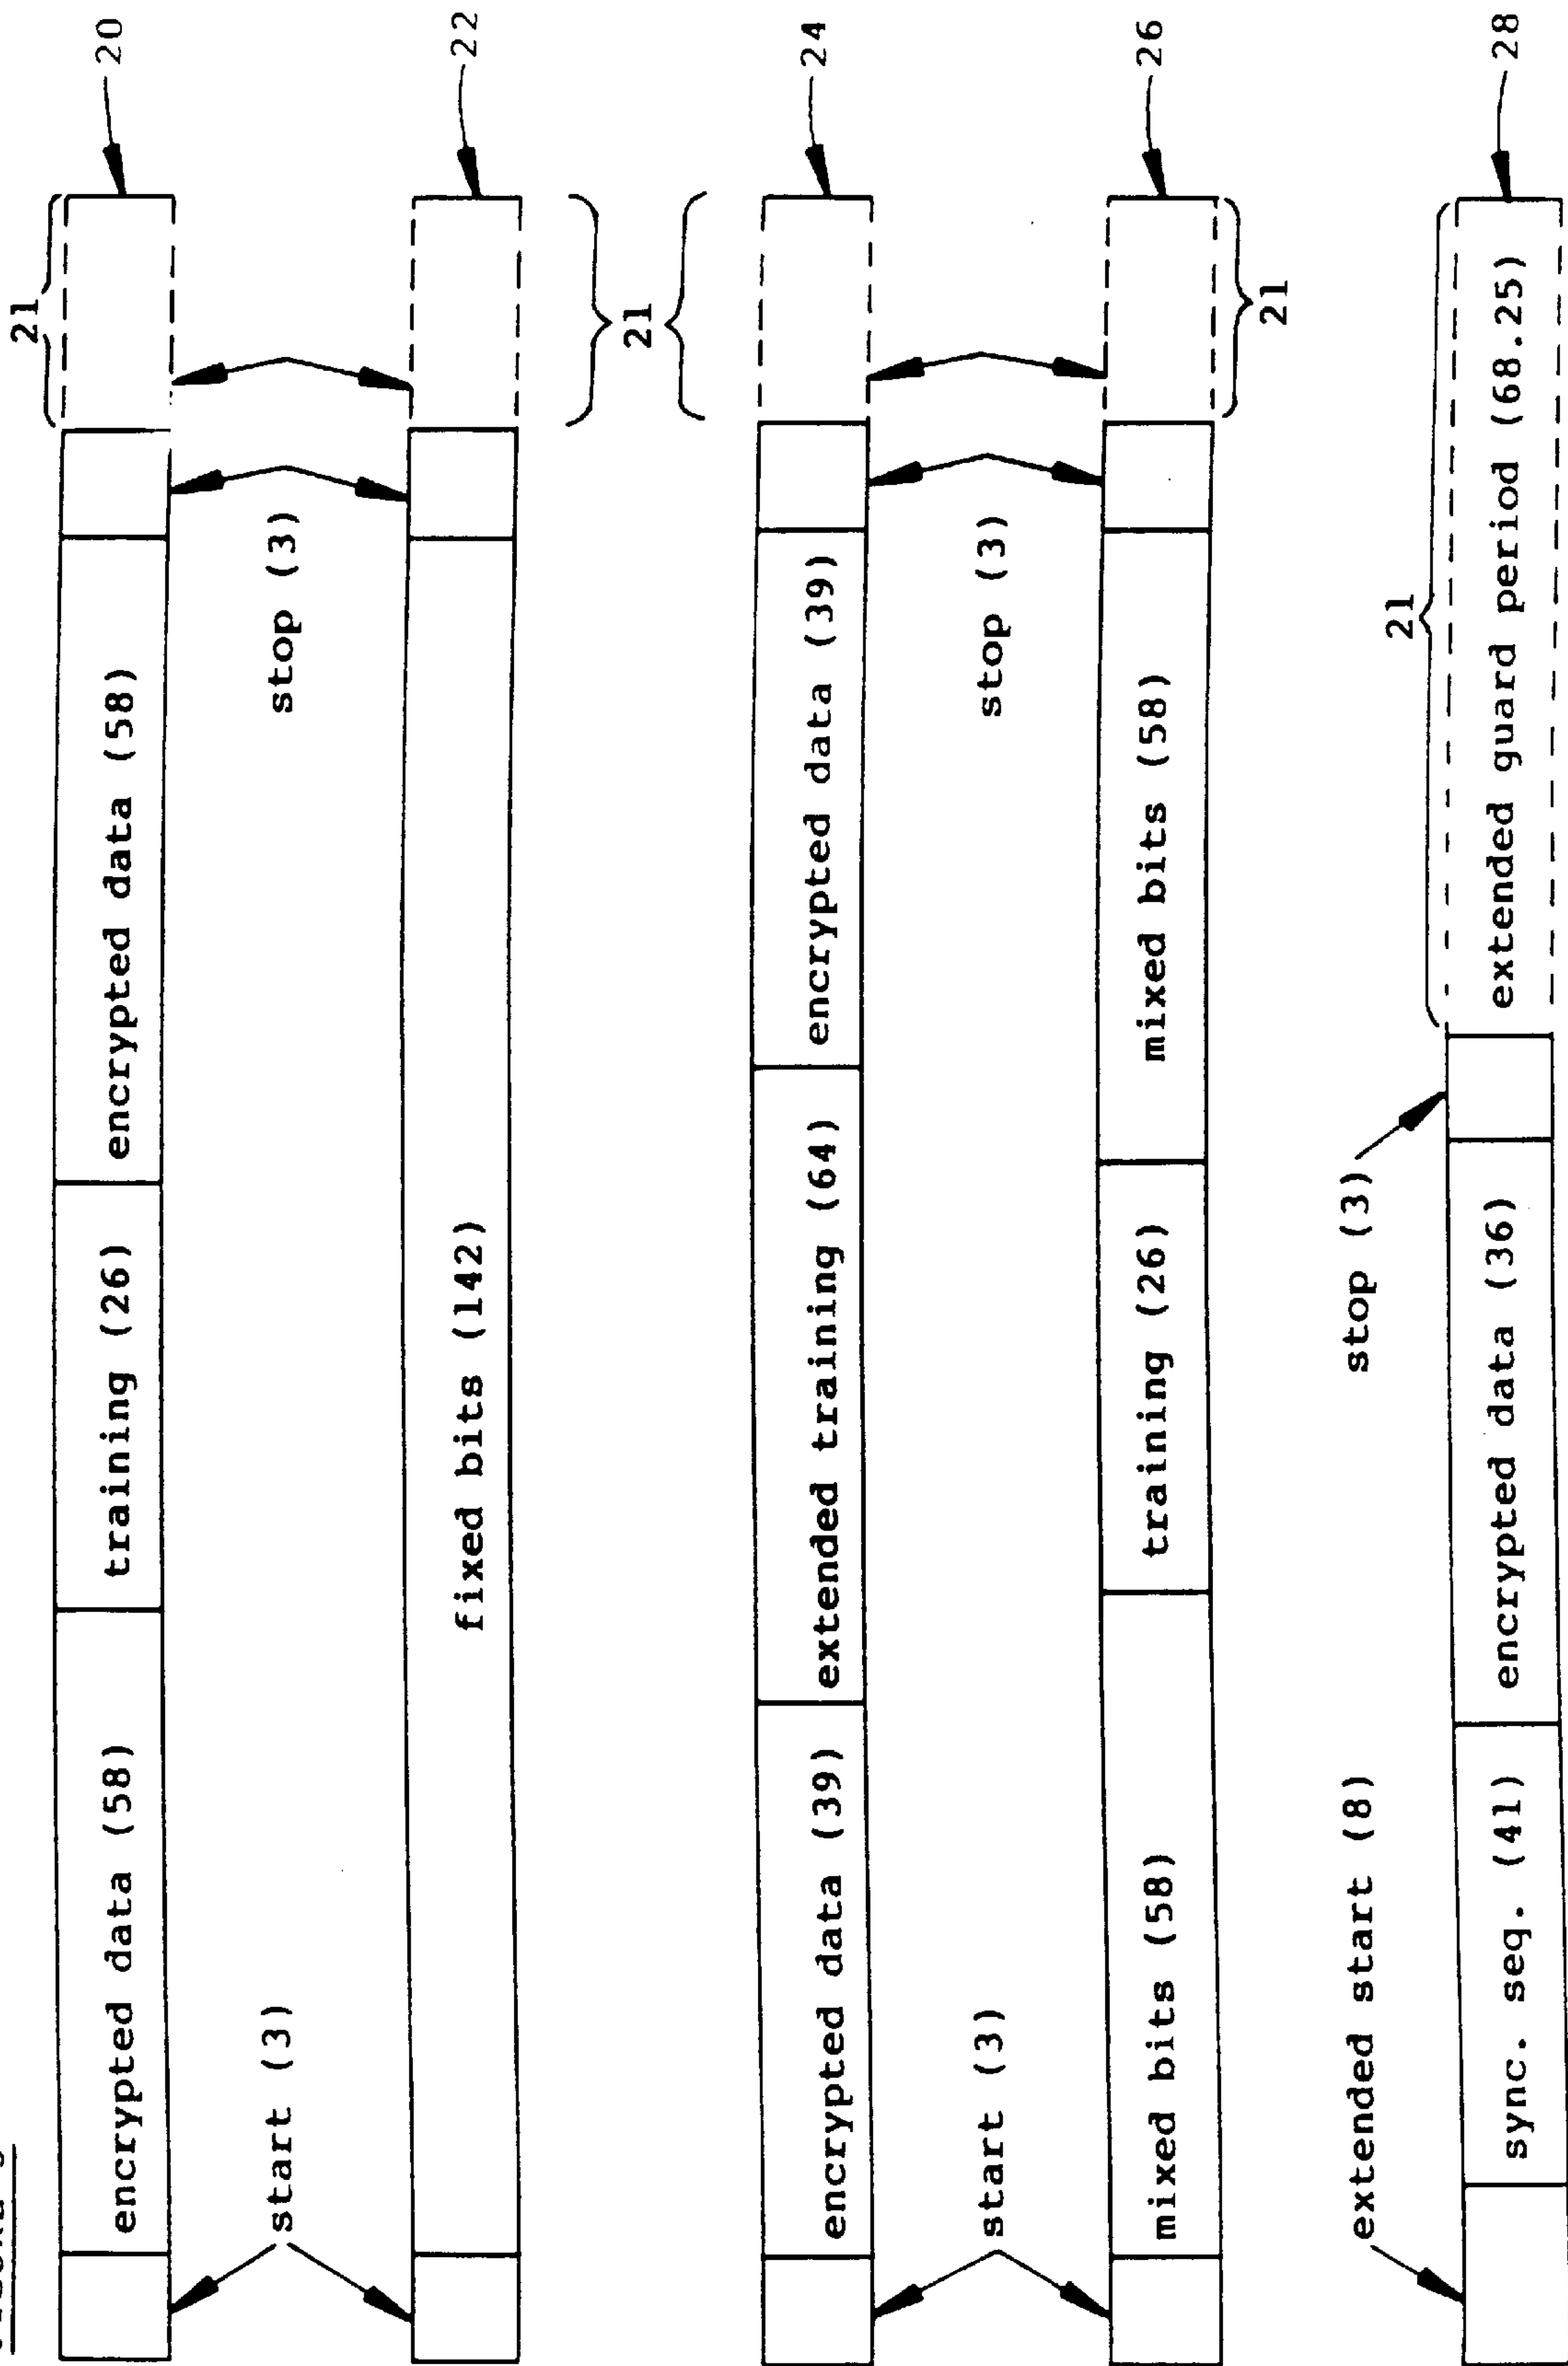 21
encrypted data (58) training (26) encrypted data (58)
20
start (3)
stop (3)
fixed bits (142)
22
21
encrypted data (39) extended training (64) encrypted data (39)
24
start (3)
stop (3)
mixed bits (58) training (26) mixed bits (58)
26
21
extended start (8)
stop (3)
21
sync. seq. (41) encrypted data (36) extended guard period (68.25)
28